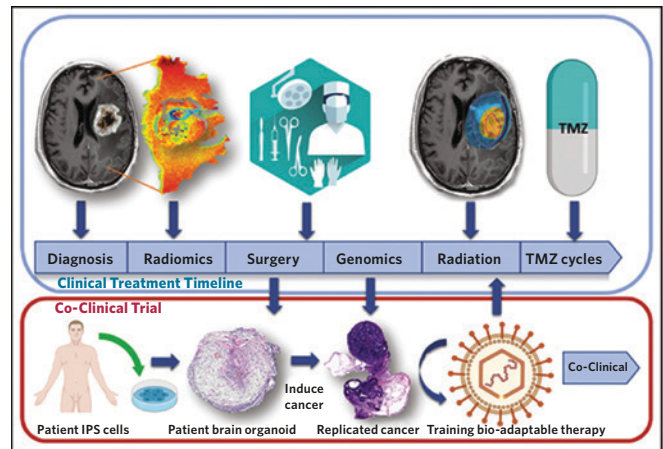 TMZ
Diagnosis
Radiomics
Surgery
Genomics
Radiation
TMZ cycles
Clinical Treatment Timeline
Co-Clinical Trial
Co-Clinical
Induce
cancer
Patient IPS cells
Patient brain organoid
Replicated cancer
Training bio-adaptable therapy